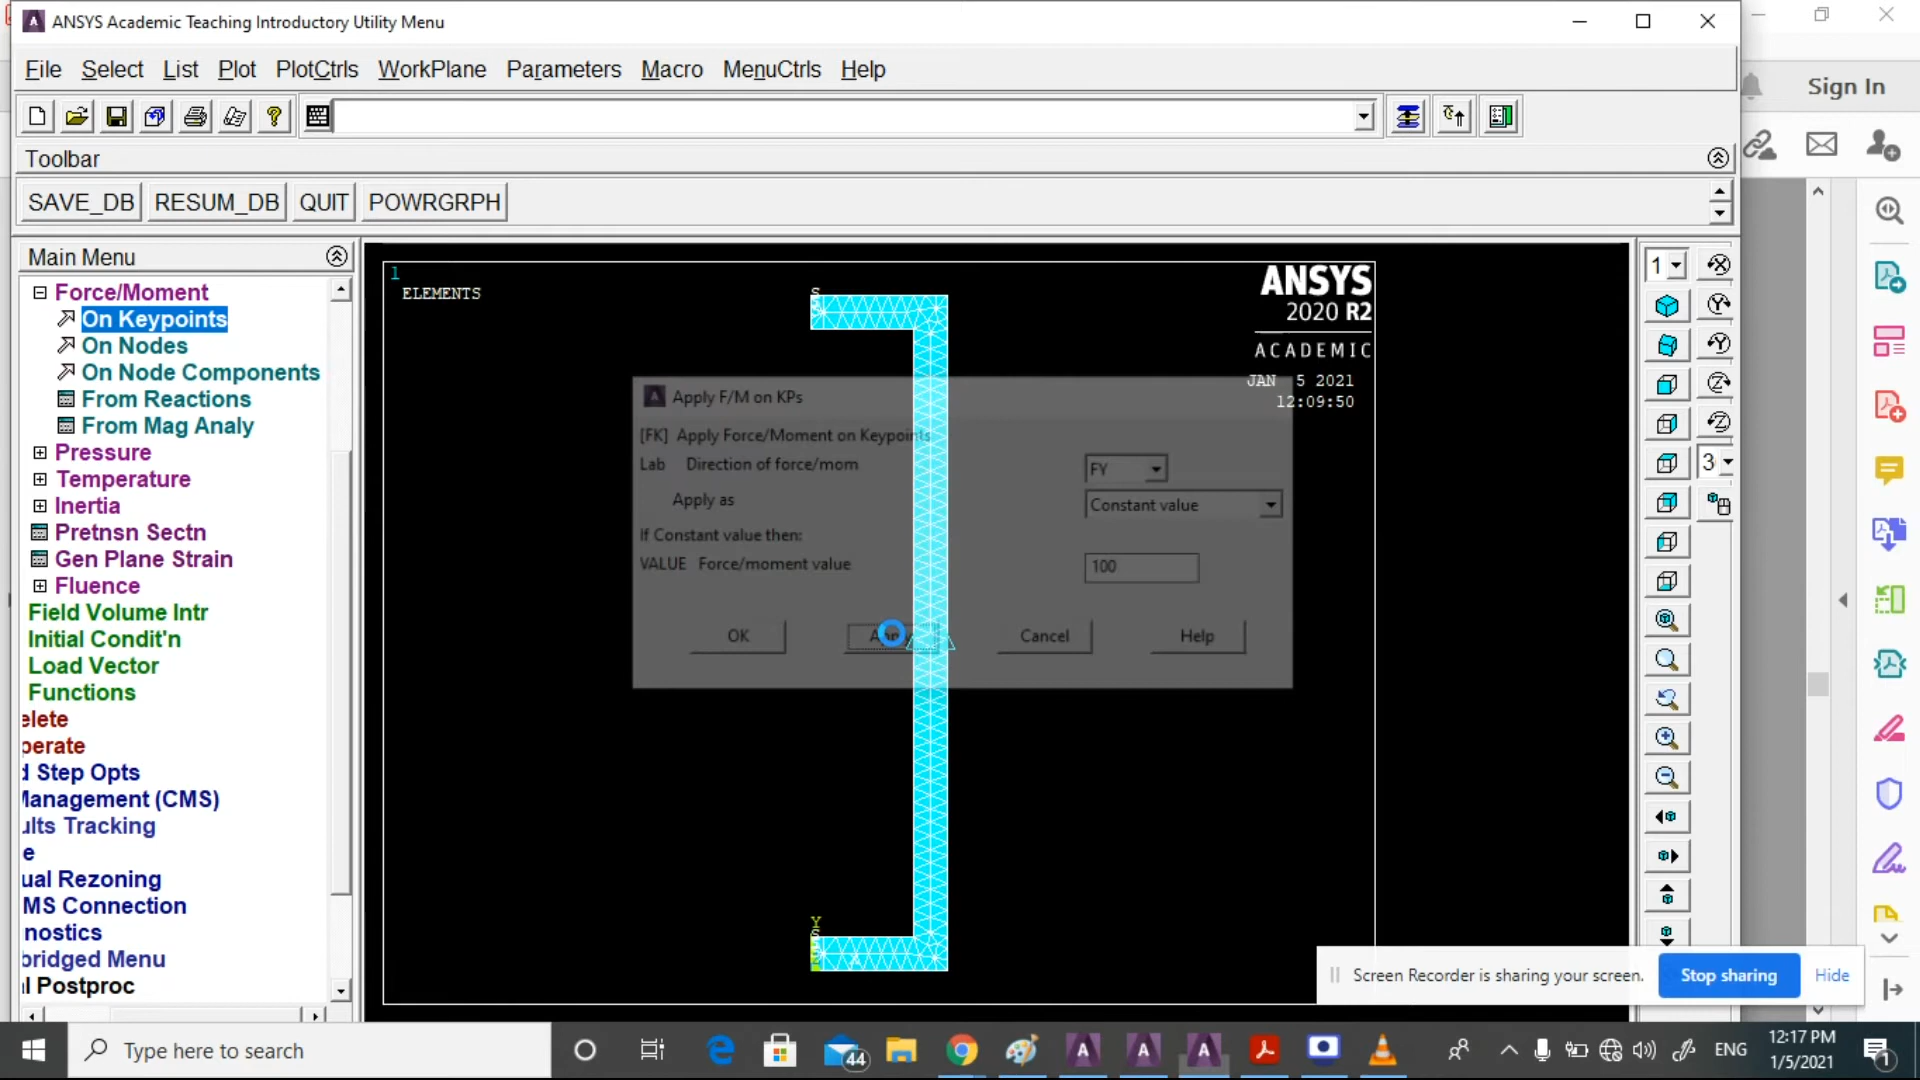 ANSYS Academic Teaching Introductory Utility Menu
File Select List Plot PlotCtrls WorkPlane Parameters Macro MenuCtrls Help
Sign In
Toolbar
SAVE_DB RESUM_DB QUIT POWRGRPH
Main Menu
Force/Moment
On Keypoints
On Nodes
On Node Components
From Reactions
From Mag Analy
Pressure
Temperature
Inertia
Pretnsn Sectn
Gen Plane Strain
Fluence
Field Volume Intr
Initial Condit'n
Load Vector
Functions
elete
perate
d Step Opts
Management (CMS)
ults Tracking
e
ual Rezoning
MS Connection
nostics
bridged Menu
l Postproc
1
ELEMENTS
ANSYS
2020 R2
ACADEMIC
JAN 5 2021
12:09:50
Apply F/M on KPs
[FK] Apply Force/Moment on Keypoints
Lab Direction of force/mom
FY
Apply as
Constant value
If Constant value then:
VALUE Force/moment value
100
OK
Cancel
Help
S
Y
1
3
Screen Recorder is sharing your screen.
Stop sharing
Hide
Type here to search
44
ENG
12:17 PM
1/5/2021
1